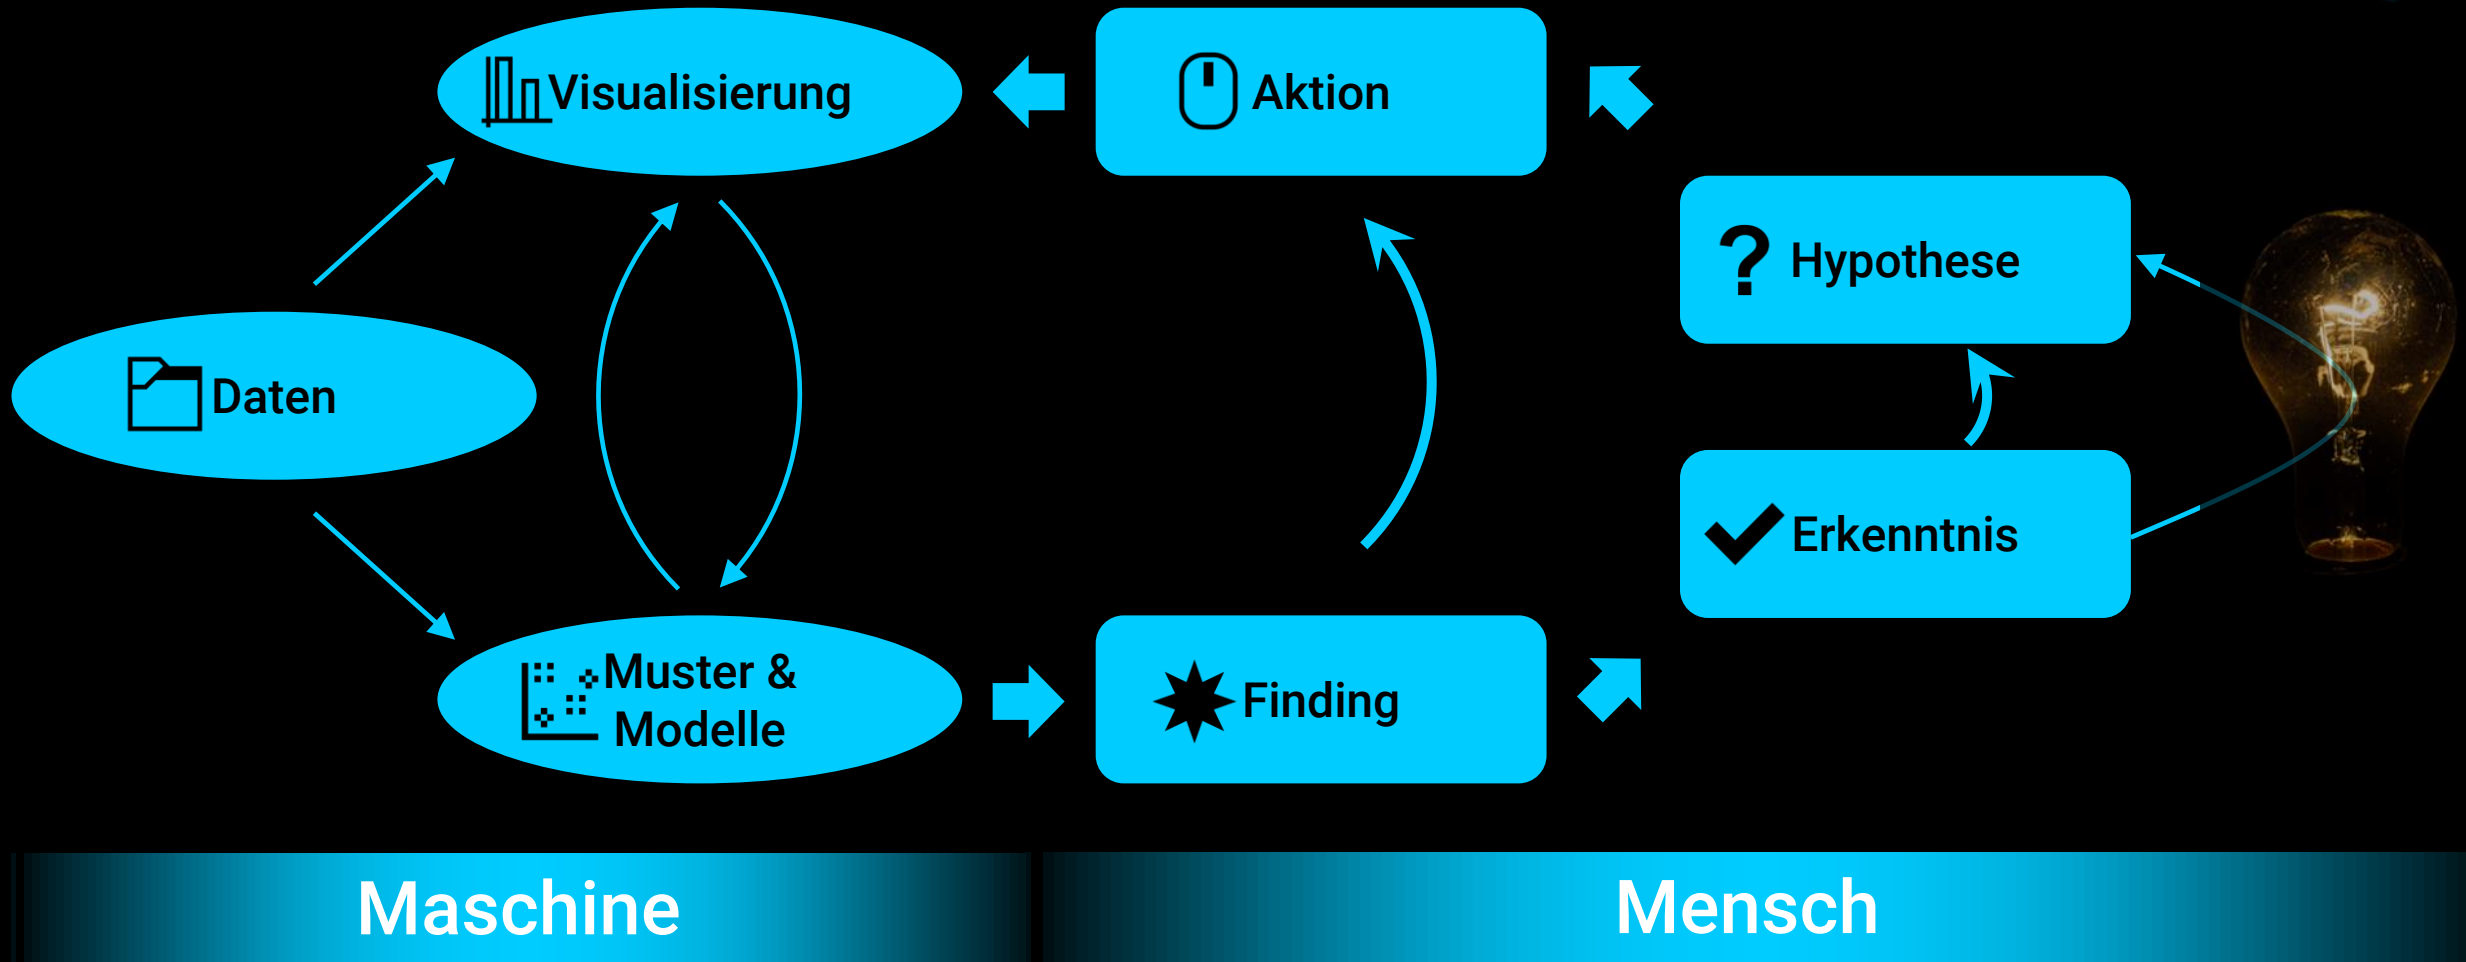 Visualisierung
Aktion
Hypothese
Daten
Erkenntnis
Muster &
Modelle
Finding
Maschine
Mensch